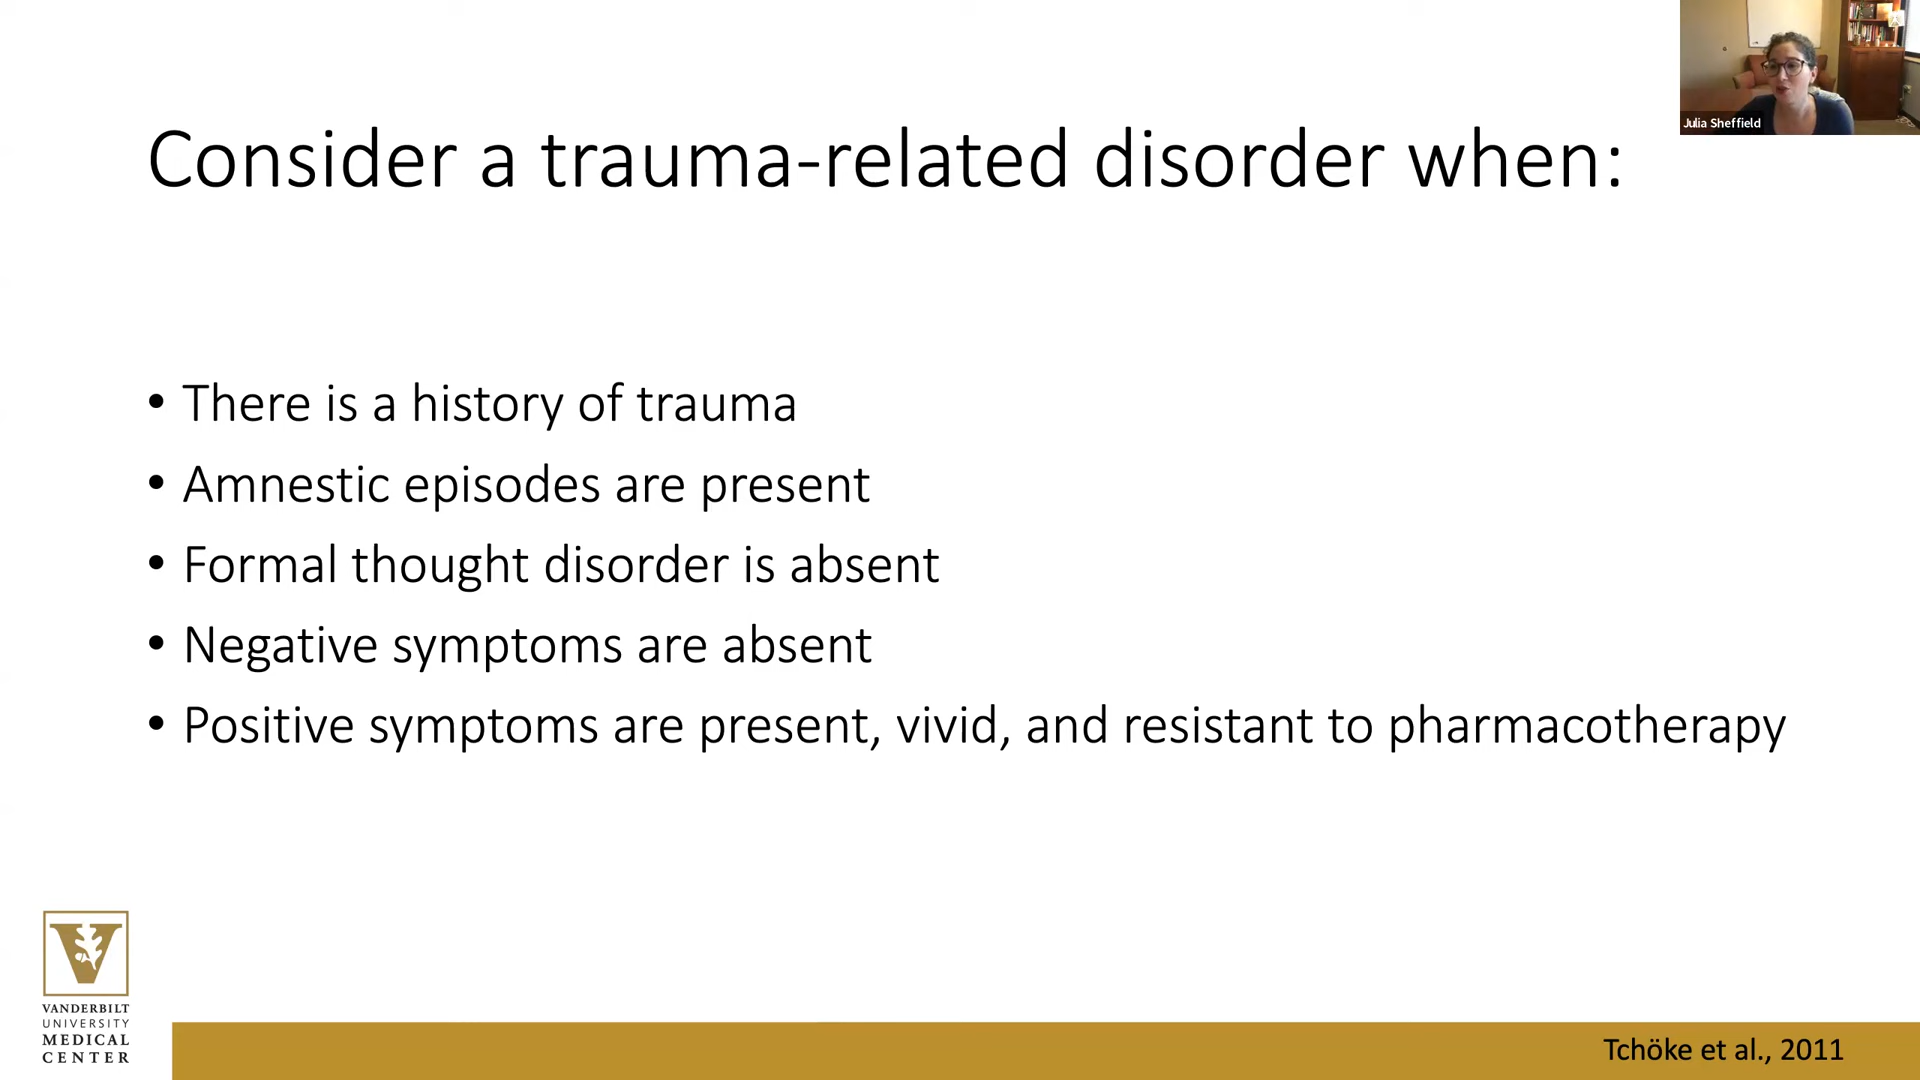 Julia Sheffield
Consider a trauma-related disorder when:
• There is a history of trauma
• Amnestic episodes are present
• Formal thought disorder is absent
• Negative symptoms are absent
• Positive symptoms are present, vivid, and resistant to pharmacotherapy
V
VANDERBILT
UNIVERSITY
MEDICAL
CENTER
Tchöke et al., 2011